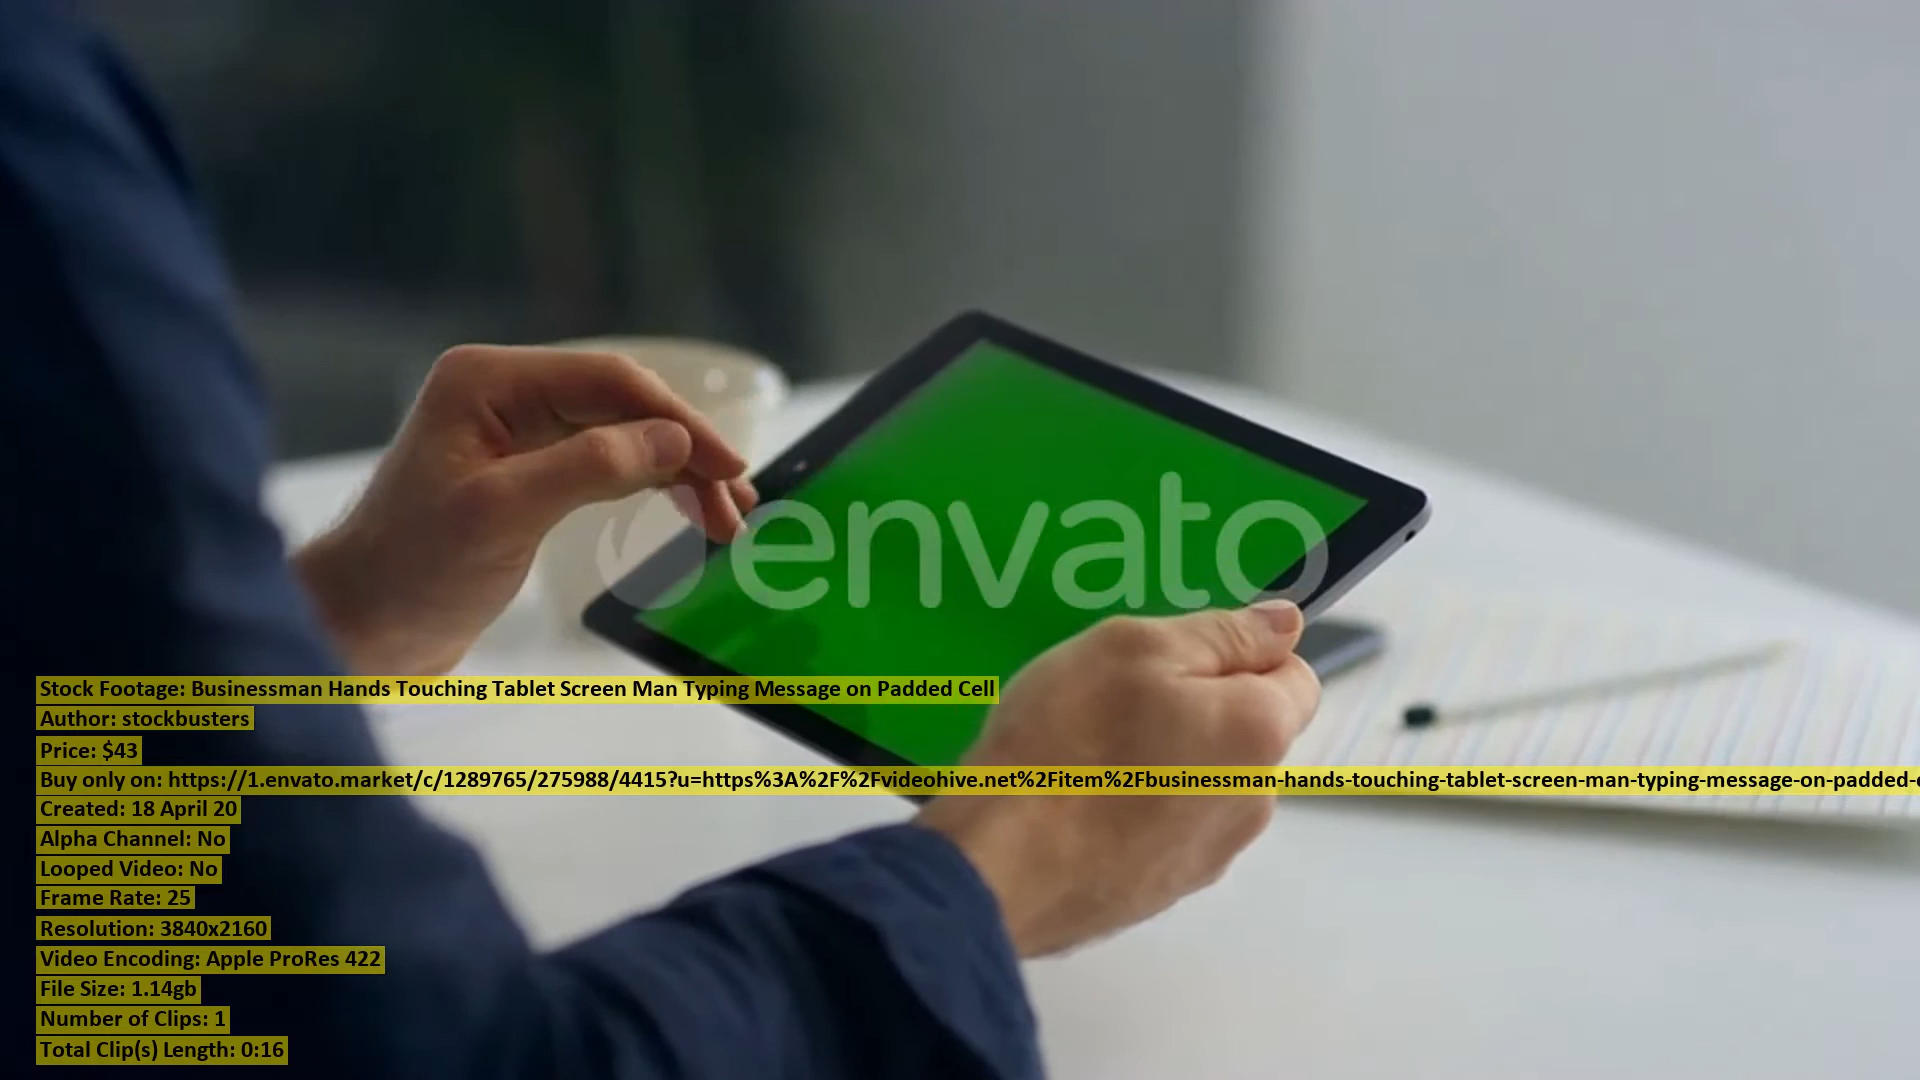 envato
Stock Footage: Businessman Hands Touching Tablet Screen Man Typing Message on Padded Cell
Author: stockbusters
Price: $43
Buy only on: https://1.envato.market/c/1289765/275988/4415?u=https%3A%2F%2Fvideohive.net%2Fitem%2Fbusinessman-hands-touching-tablet-screen-man-typing-message-on-padded-
Created: 18 April 20
Alpha Channel: No
Looped Video: No
Frame Rate: 25
Resolution: 3840x2160
Video Encoding: Apple ProRes 422
File Size: 1.14gb
Number of Clips: 1
Total Clip(s) Length: 0:16